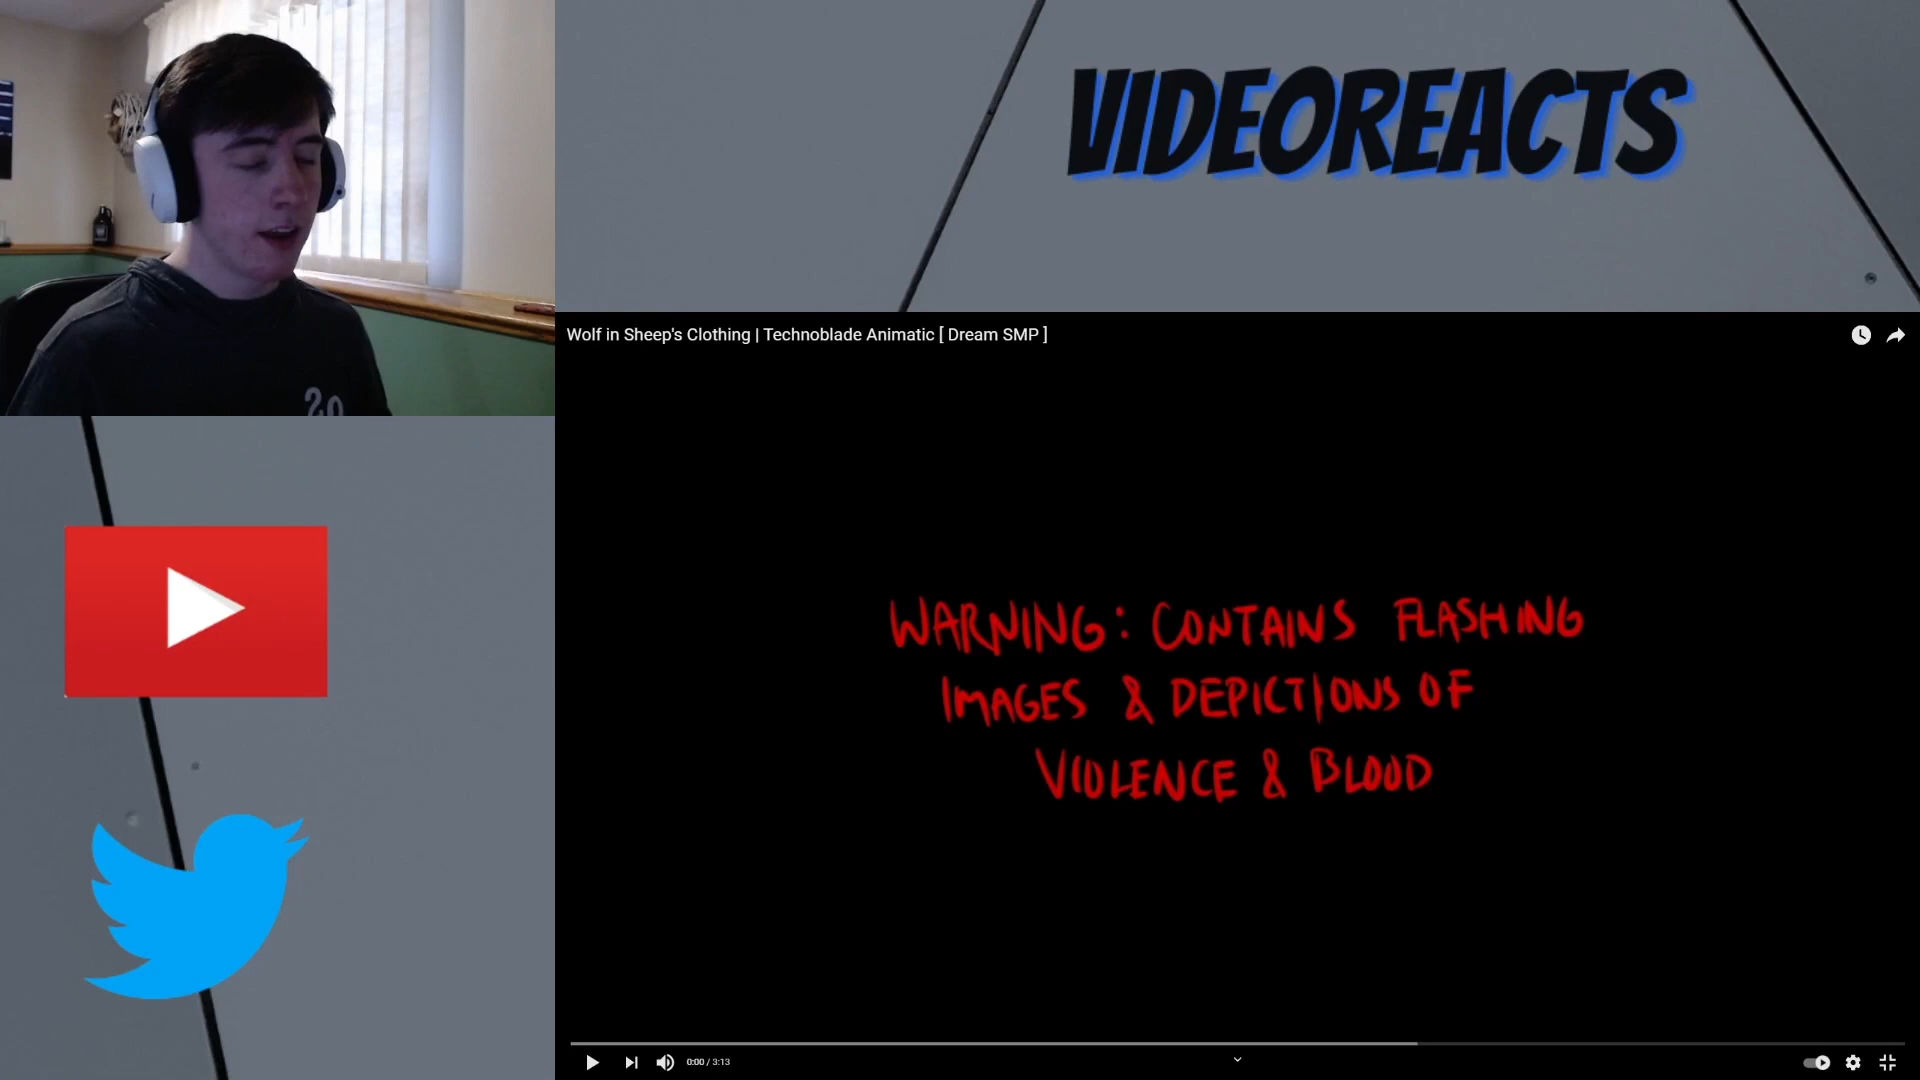 VIDEOREACTS
Wolf in Sheep's Clothing | Technoblade Animatic [ Dream SMP ]
WARNING: CONTAINS FLASHING
IMAGES & DEPICTIONS OF
VIOLENCE & BLOOD
0:00 / 3:13